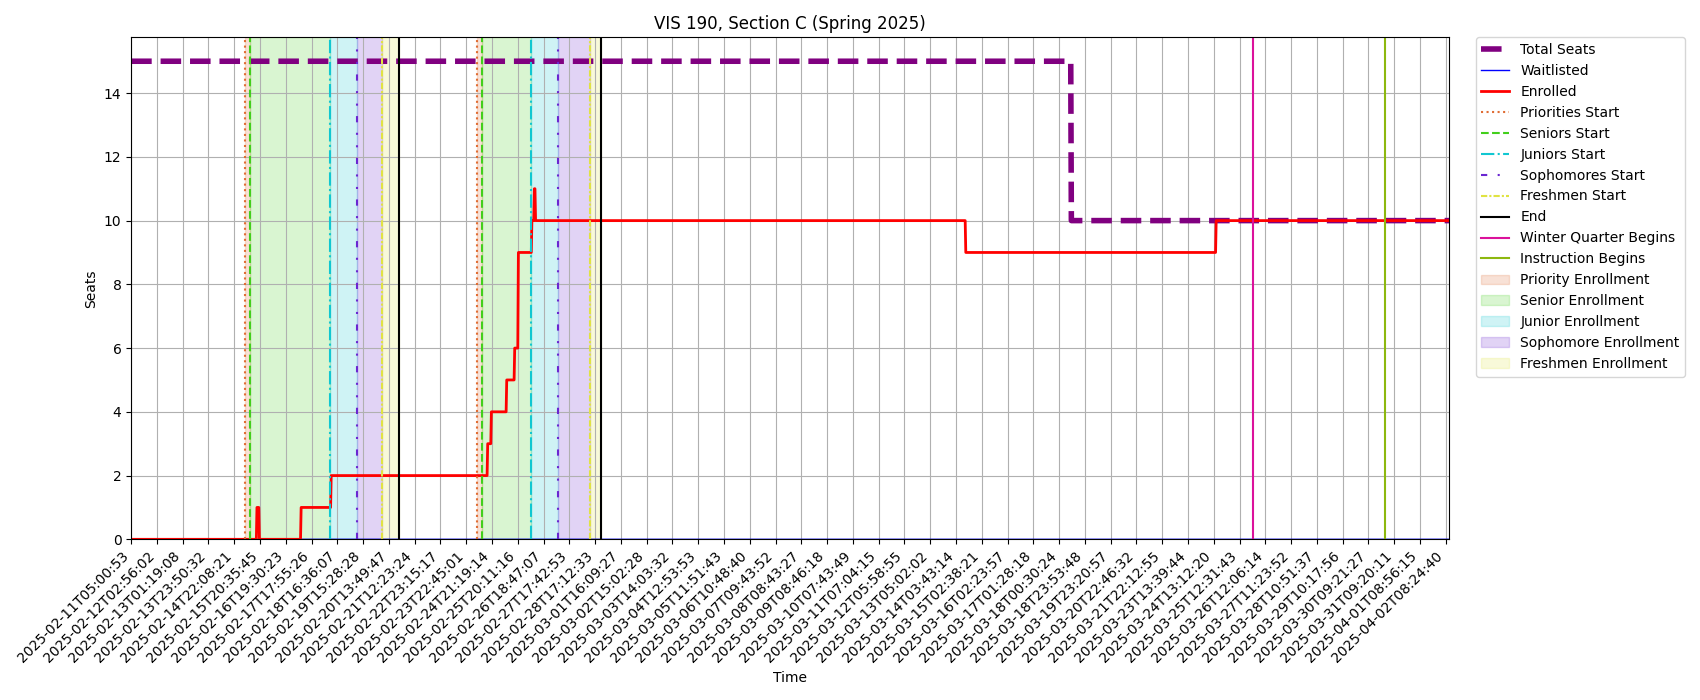 VIS 190, Section C (Spring 2025)
Total Seats
Waitlisted
Enrolled
Priorities Start
Seniors Start
Juniors Start
Sophomores Start
Freshmen Start
End
Winter Quarter Begins
Instruction Begins
Priority Enrollment
Senior Enrollment
Junior Enrollment
Sophomore Enrollment
Freshmen Enrollment
Seats
14
12
10
8
6
4
2
0
2025-02-11T05:00:53
2025-02-12T02:56:02
2025-02-13T01:19:08
2025-02-13T23:50:32
2025-02-14T22:08:21
2025-02-15T20:35:45
2025-02-16T19:30:23
2025-02-17T17:55:26
2025-02-18T16:36:07
2025-02-19T15:28:28
2025-02-20T13:49:47
2025-02-21T12:23:24
2025-02-22T23:15:17
2025-02-23T22:45:01
2025-02-24T21:19:14
2025-02-25T20:11:16
2025-02-26T18:47:07
2025-02-27T17:42:53
2025-02-28T17:12:33
2025-03-01T16:09:27
2025-03-02T15:02:28
2025-03-03T14:03:32
2025-03-04T12:53:53
2025-03-05T11:51:43
2025-03-06T10:48:40
2025-03-07T09:43:52
2025-03-08T08:43:27
2025-03-09T08:46:18
2025-03-10T07:43:49
2025-03-11T07:04:15
2025-03-12T05:58:55
2025-03-13T05:02:02
2025-03-14T03:43:14
2025-03-15T02:38:21
2025-03-16T02:23:57
2025-03-17T01:28:18
2025-03-18T00:30:24
2025-03-18T23:53:48
2025-03-19T23:20:57
2025-03-20T22:46:32
2025-03-21T22:12:55
2025-03-23T13:39:44
2025-03-24T13:12:20
2025-03-25T12:31:43
2025-03-26T12:06:14
2025-03-27T11:23:52
2025-03-28T10:51:37
2025-03-29T10:17:56
2025-03-30T09:21:27
2025-03-31T09:20:11
2025-04-01T08:56:15
2025-04-02T08:24:40
Time